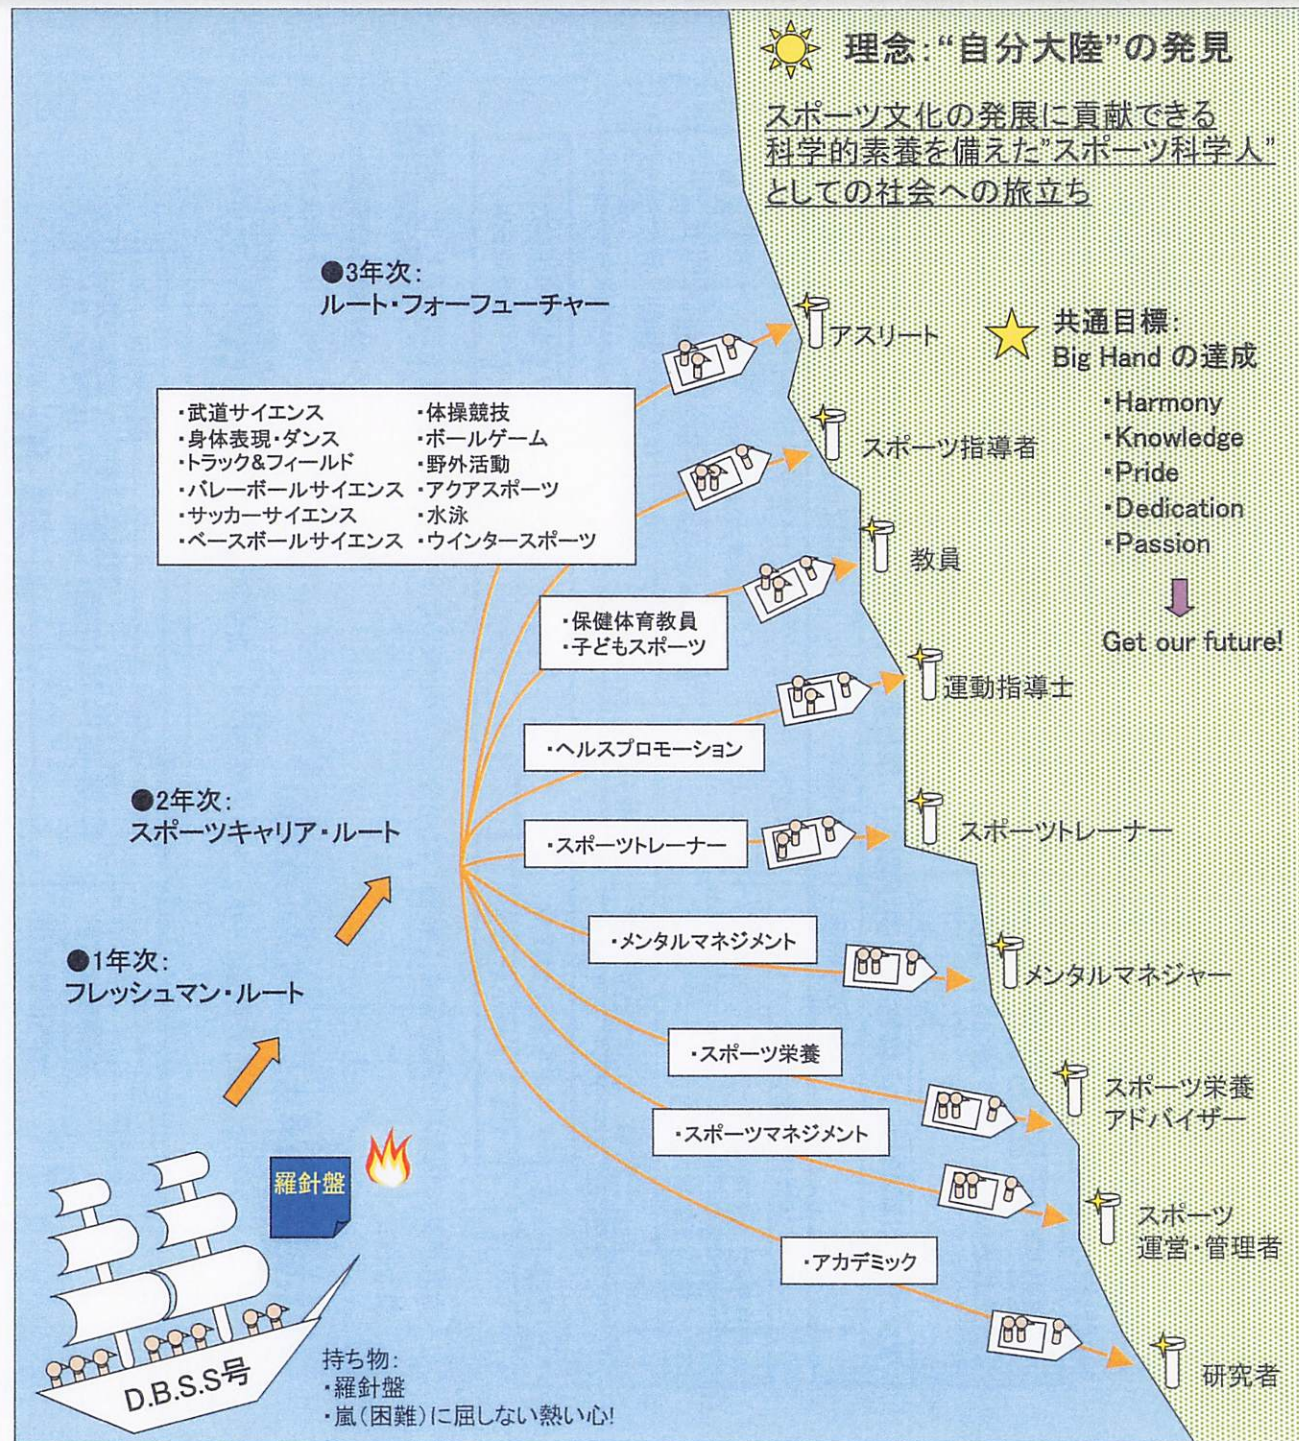 理念：“自分大陸”の発見
スポーツ文化の発展に貢献できる
科学的素養を備えた”スポーツ科学人”
としての社会への旅立ち
●3年次：
ルート・フォーフューチャー
・武道サイエンス
・身体表現・ダンス
・トラック&フィールド
・バレーボールサイエンス
・サッカーサイエンス
・ベースボールサイエンス
・体操競技
・ボールゲーム
・野外活動
・アクアスポーツ
・水泳
・ウインタースポーツ
アスリート
スポーツ指導者
共通目標：
Big Hand の達成
・Harmony
・Knowledge
・Pride
・Dedication
・Passion
Get our future!
・保健体育教員
・子どもスポーツ
教員
・ヘルスプロモーション
運動指導士
●2年次：
スポーツキャリア・ルート
・スポーツトレーナー
スポーツトレーナー
・メンタルマネジメント
メンタルマネジャー
●1年次：
フレッシュマン・ルート
・スポーツ栄養
スポーツ栄養
アドバイザー
・スポーツマネジメント
スポーツ
運営・管理者
・アカデミック
研究者
羅針盤
D.B.S.S号
持ち物：
・羅針盤
・嵐（困難）に屈しない熱い心!